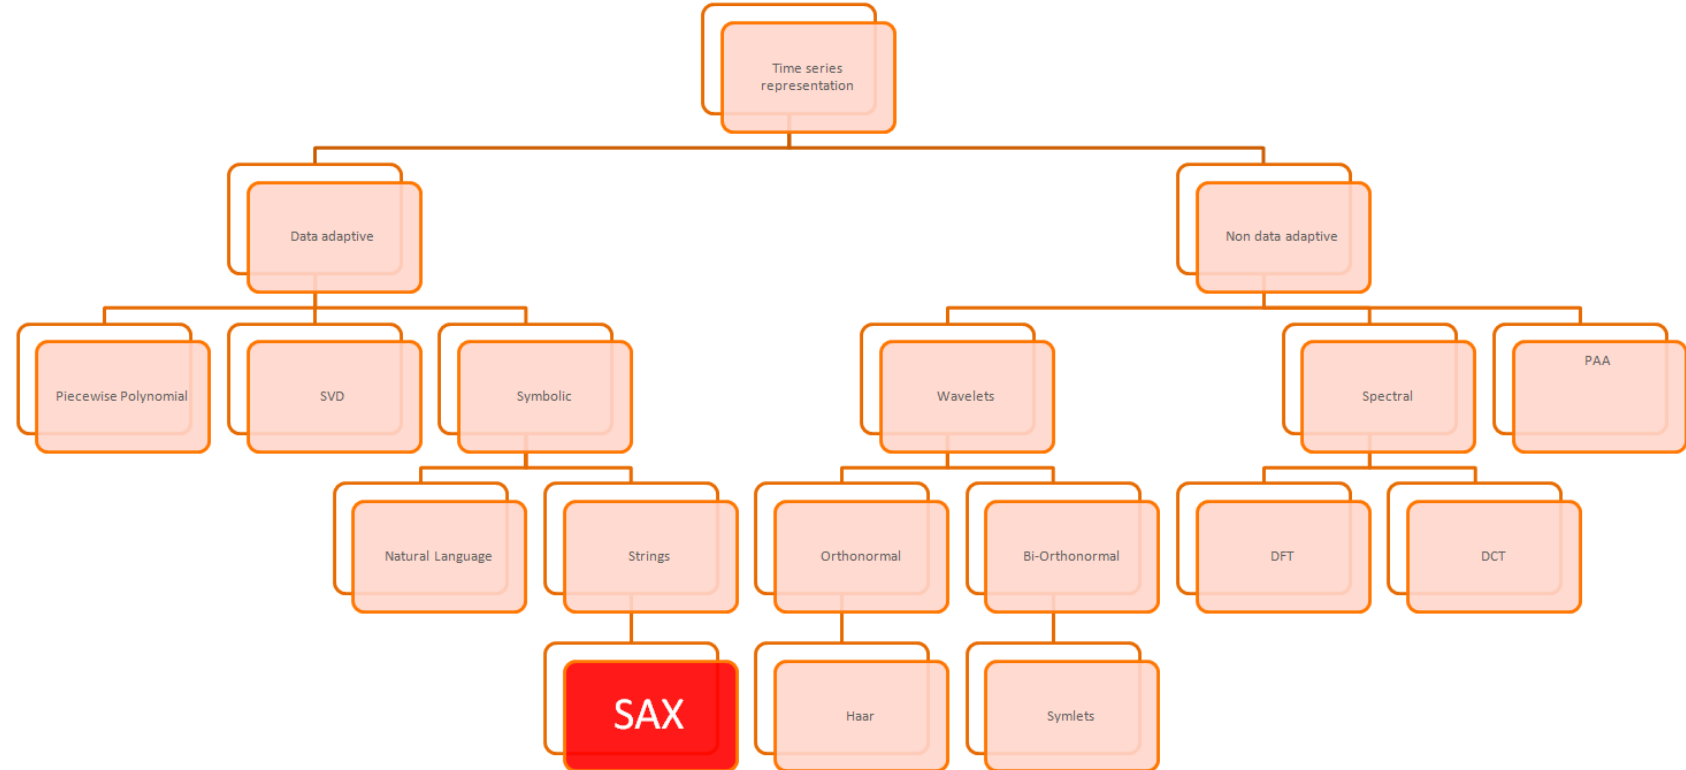 Time series
representation
Data adaptive
Non data adaptive
Piecewise Polynomial
SVD
Symbolic
Wavelets
Spectral
PAA
Natural Language
Strings
Orthonormal
Bi-Orthonormal
DFT
DCT
SAX
Haar
Symlets